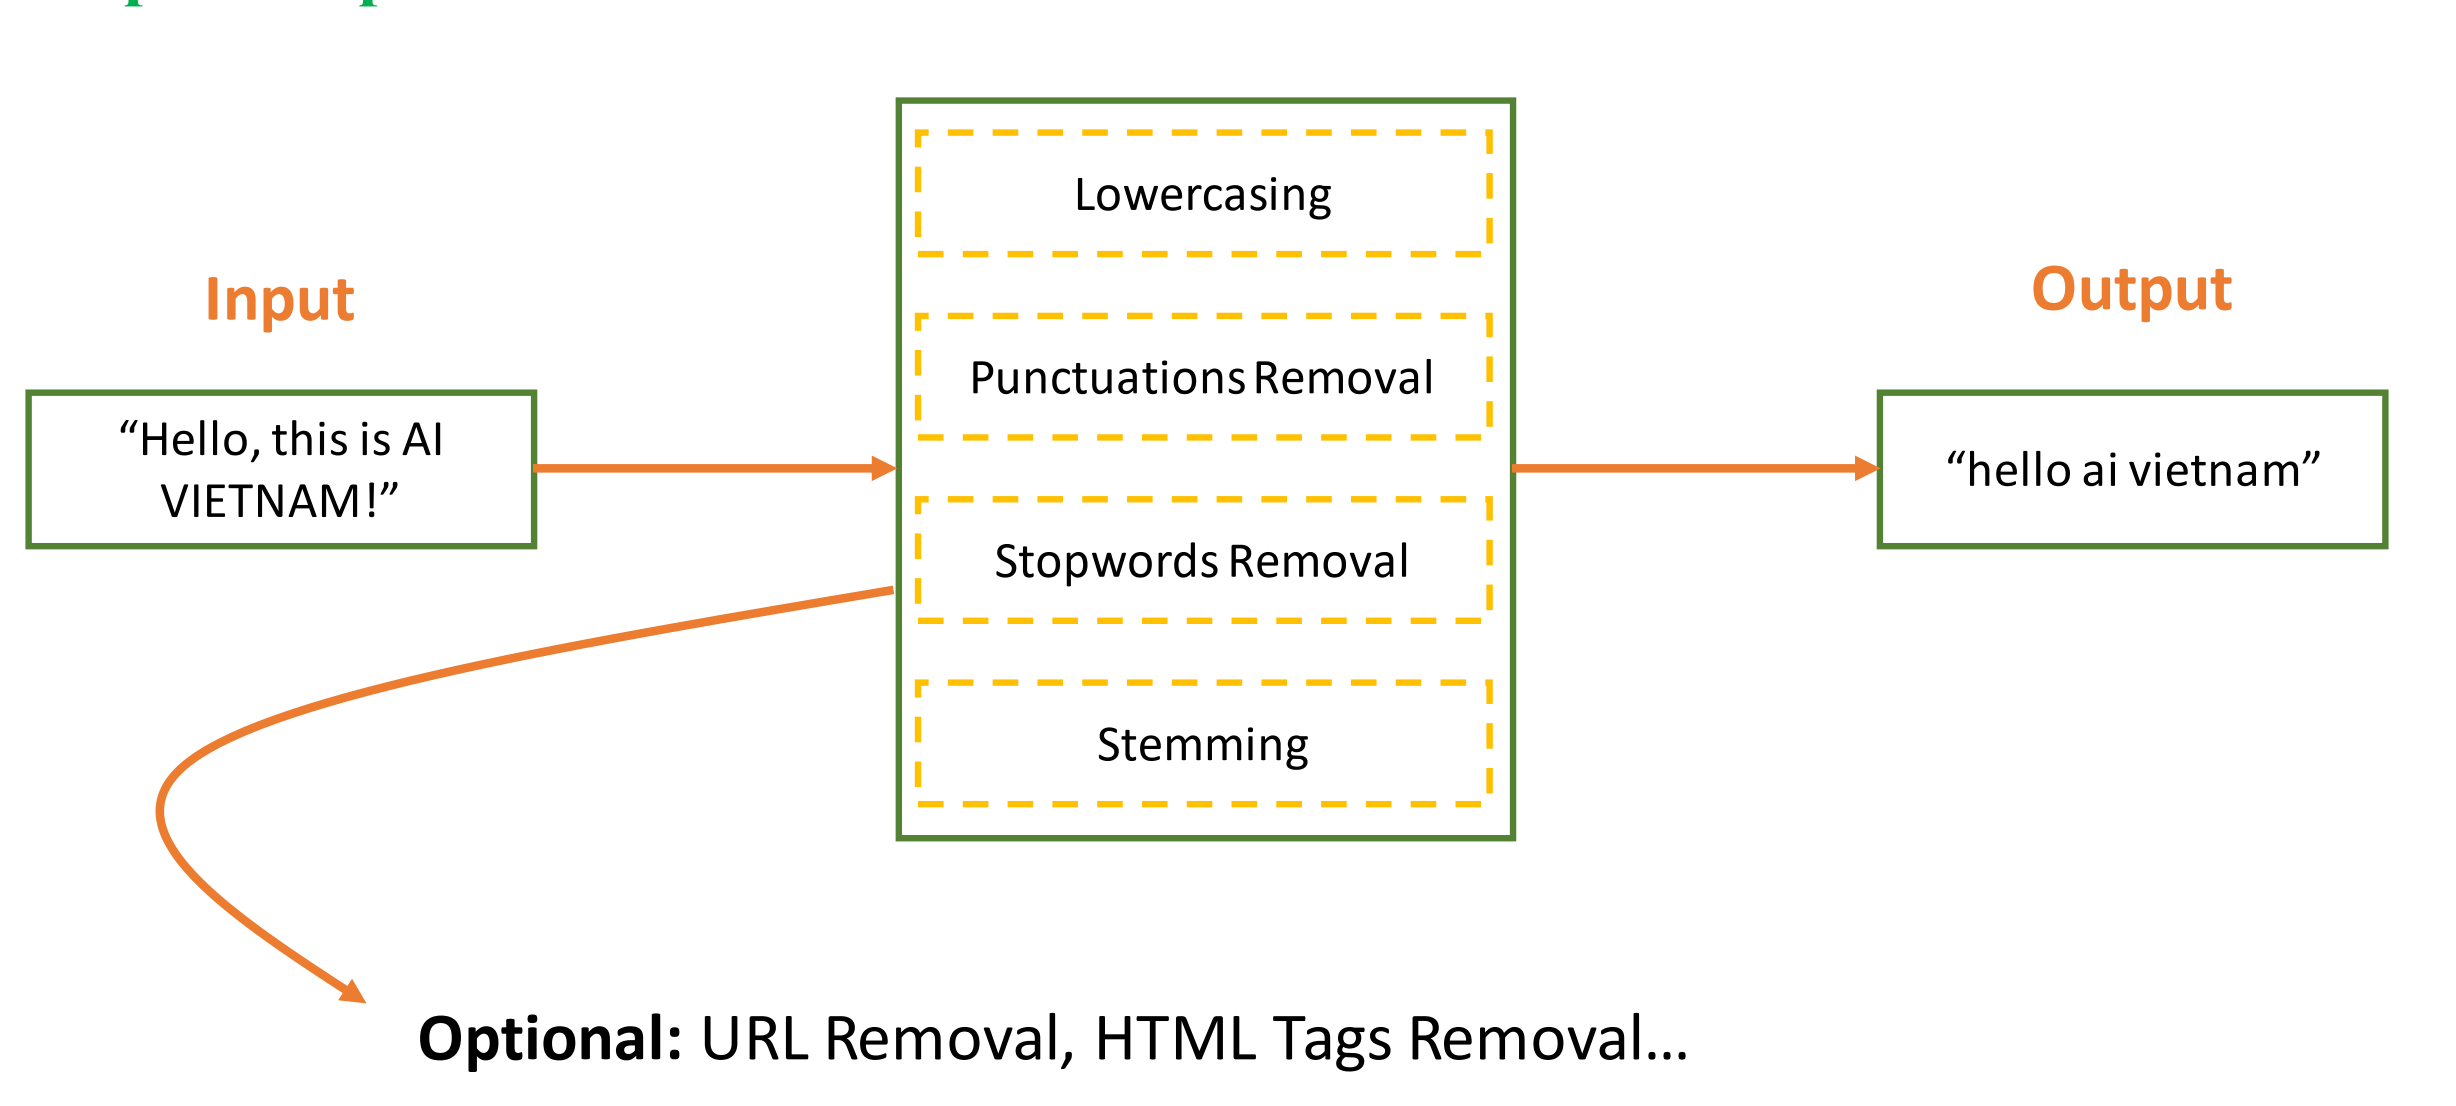 Input
“Hello, this is AI
VIETNAM!”
Lowercasing
Punctuations Removal
Stopwords Removal
Stemming
Output
“hello ai vietnam”
Optional: URL Removal, HTML Tags Removal...